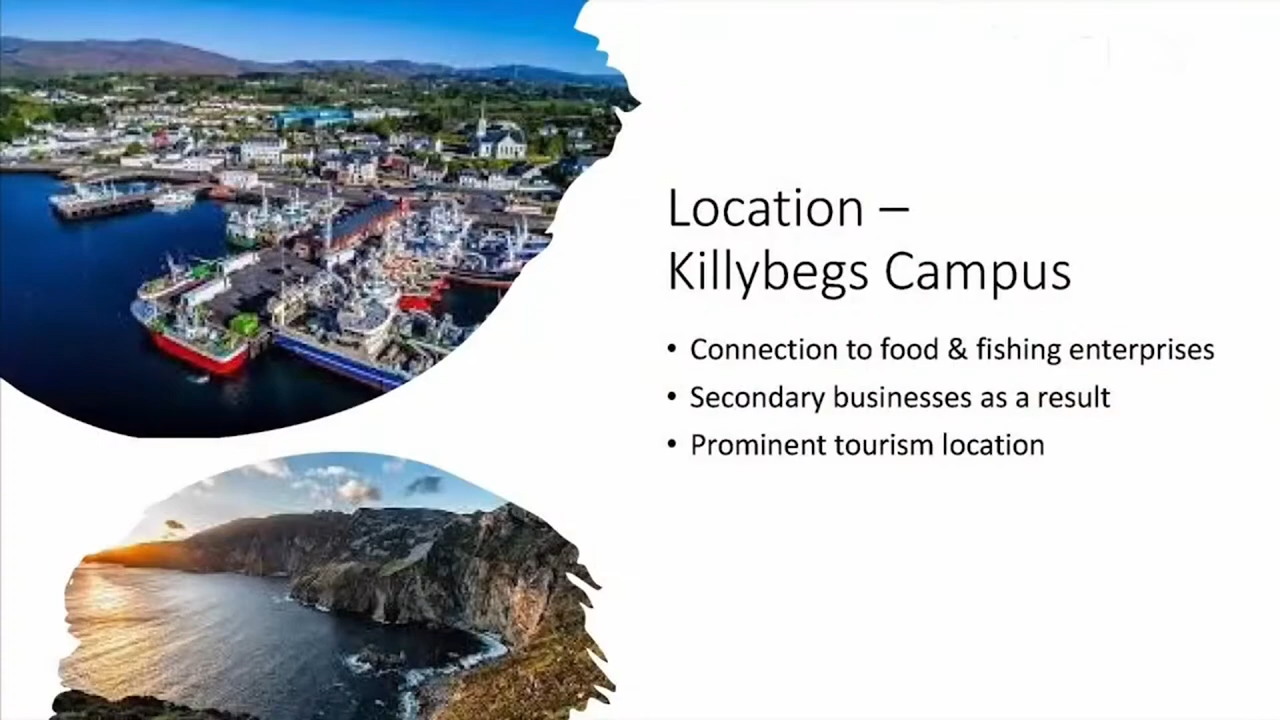 Location –
Killybegs Campus
• Connection to food & fishing enterprises
• Secondary businesses as a result
• Prominent tourism location